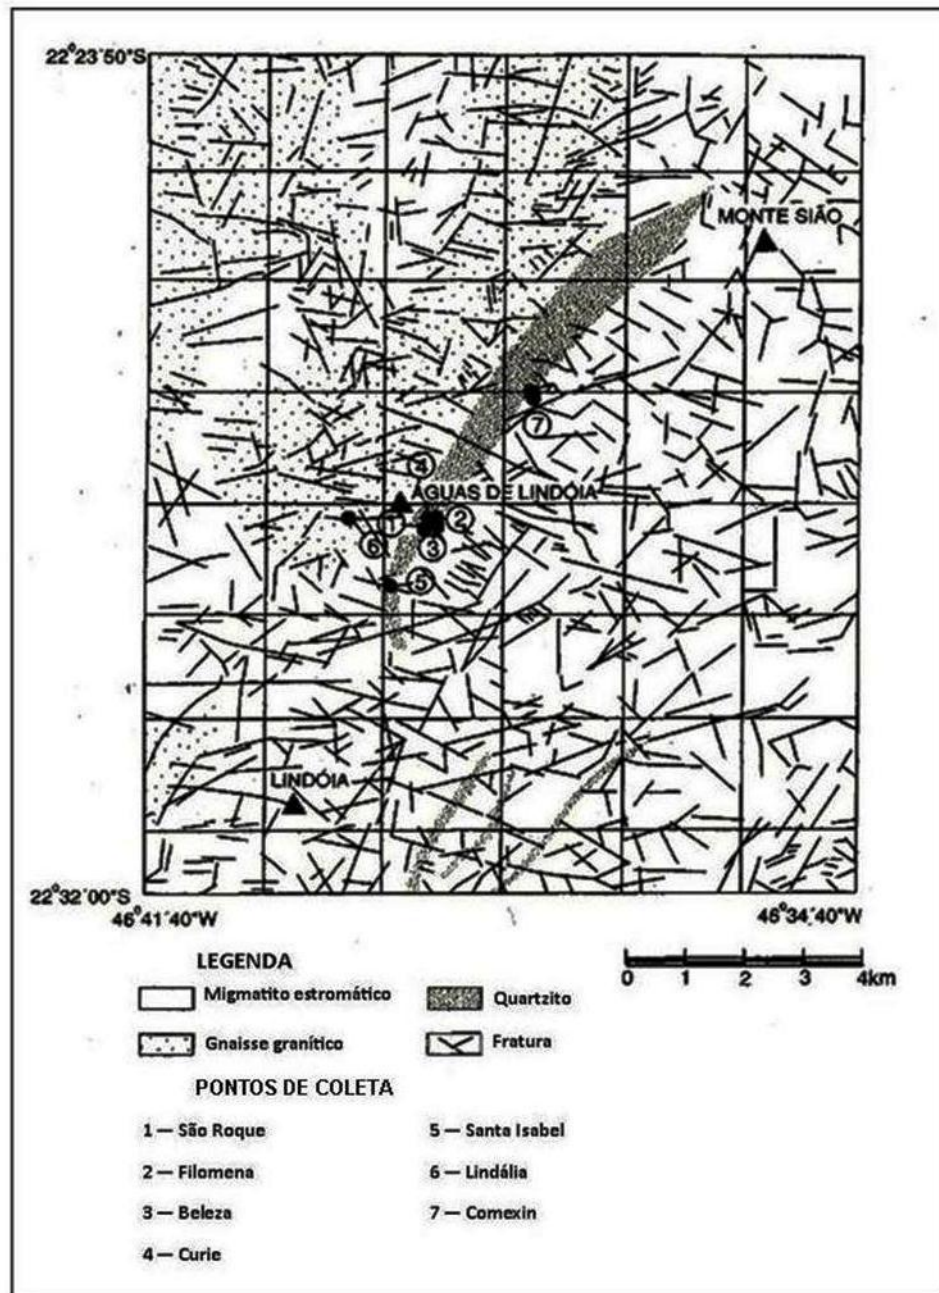 22°23'50"S
MONTE SIÃO
7
4
ÁGUAS DE LINDÓIA
1 2
6 3
5
LINDÓIA
22°32'00"S
46°41'40"W 46°34'40"W
LEGENDA
0 1 2 3 4km
Migmatito estromático Quartzito
Gnaisse granítico Fratura
PONTOS DE COLETA
1 — São Roque 5 — Santa Isabel
2 — Filomena 6 — Lindália
3 — Beleza 7 — Comexin
4 — Curie